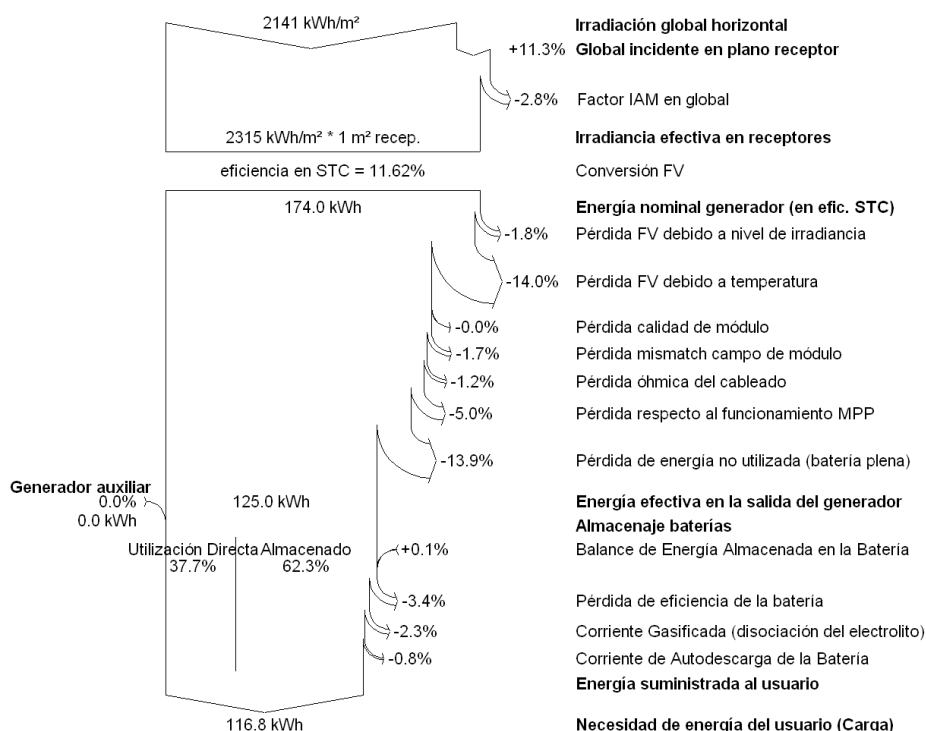 2141 kWh/m² Irradiación global horizontal
+11.3% Global incidente en plano receptor
-2.8% Factor IAM en global
2315 kWh/m² * 1 m² recep. Irradiancia efectiva en receptores
eficiencia en STC = 11.62% Conversión FV
174.0 kWh Energía nominal generador (en efic. STC)
-1.8% Pérdida FV debido a nivel de irradiancia
-14.0% Pérdida FV debido a temperatura
-0.0% Pérdida calidad de módulo
-1.7% Pérdida mismatch campo de módulo
-1.2% Pérdida óhmica del cableado
-5.0% Pérdida respecto al funcionamiento MPP
-13.9% Pérdida de energía no utilizada (batería plena)
Generador auxiliar
0.0% 125.0 kWh Energía efectiva en la salida del generador
0.0 kWh Almacenaje baterías
Utilización Directa Almacenado +0.1% Balance de Energía Almacenada en la Batería
37.7% 62.3%
-3.4% Pérdida de eficiencia de la batería
-2.3% Corriente Gasificada (disociación del electrolito)
-0.8% Corriente de Autodescarga de la Batería
Energía suministrada al usuario
116.8 kWh Necesidad de energía del usuario (Carga)